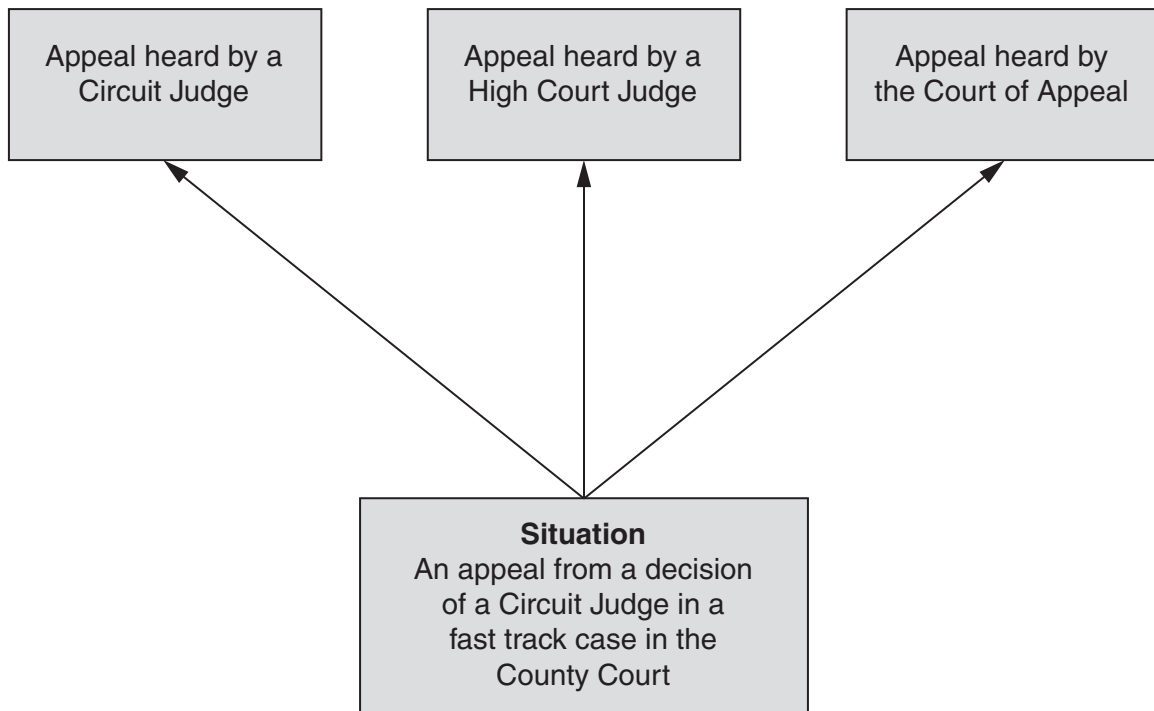 Appeal heard by a
Circuit Judge
Appeal heard by a
High Court Judge
Appeal heard by
the Court of Appeal
Situation
An appeal from a decision
of a Circuit Judge in a
fast track case in the
County Court